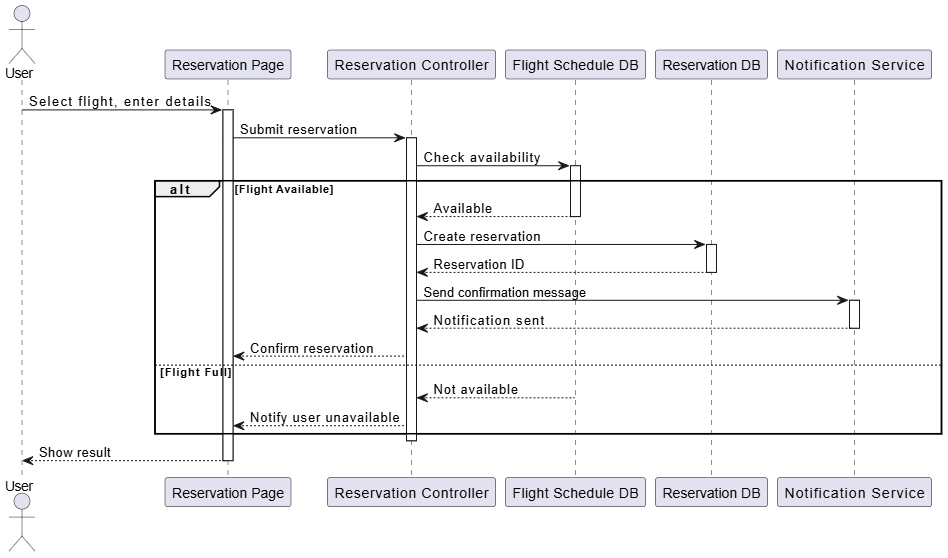 User
Reservation Page
Reservation Controller
Flight Schedule DB
Reservation DB
Notification Service
Select flight, enter details
Submit reservation
Check availability
alt
[Flight Available]
Available
Create reservation
Reservation ID
Send confirmation message
Notification sent
Confirm reservation
[Flight Full]
Not available
Notify user unavailable
Show result
User
Reservation Page
Reservation Controller
Flight Schedule DB
Reservation DB
Notification Service